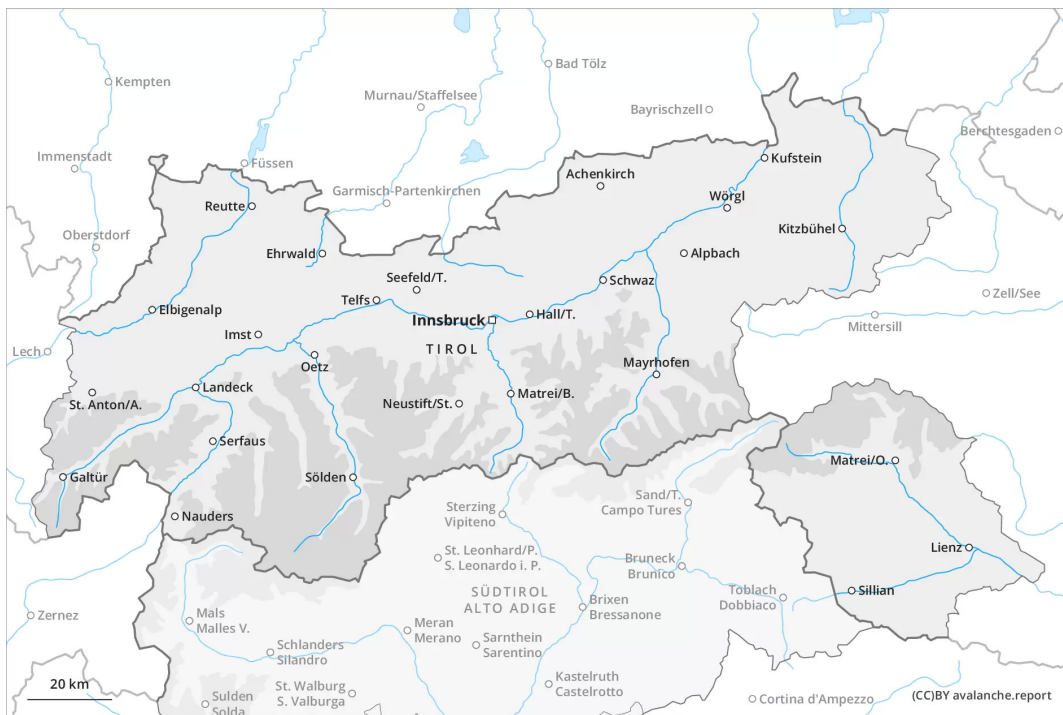 Kempten
Bad Tölz
Murnau/Staffelsee
Bayrischzell
Berchtesgaden
Immenstadt
Füssen
Kufstein
Achenkirch
Garmisch-Partenkirchen
Wörgl
Reutte
Oberstdorf
Kitzbühel
Ehrwald
Alpbach
Seefeld/T.
Schwaz
Zell/See
Telfs
Elbigenalp
Hall/T.
Innsbruck
Mittersill
Imst
Lech
TIROL
Oetz
Mayrhofen
Landeck
St. Anton/A.
Neustift/St.
Matrei/B.
Serfaus
Matrei/O.
Galtür
Sölden
Sand/T.
Campo Tures
Sterzing
Vipiteno
Nauders
Lienz
St. Leonhard/P.
S. Leonardo i. P.
Bruneck
Brunico
SÜDTIROL
ALTO ADIGE
Sillian
Toblach
Dobbiaco
Brixen
Bressanone
Zernez
Mals
Malles V.
Meran
Merano
Sarnthein
Sarentino
Schlanders
Silandro
20 km
St. Walburg
S. Valburga
Kastelruth
Castelrotto
Sulden
Solda
Cortina d'Ampezzo
(CC)BY avalanche.report